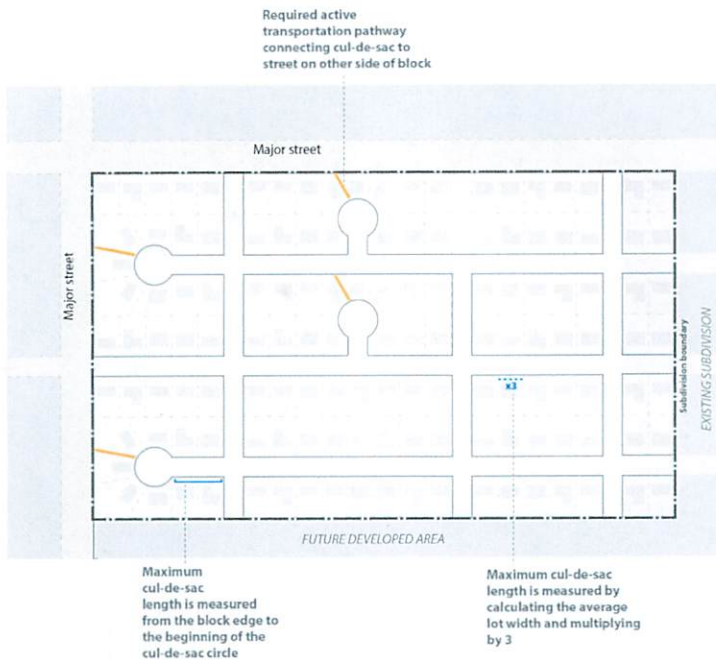 Required active
transportation pathway
connecting cul-de-sac to
street on other side of block
Major street
Major street
Subdivision boundary
EXISTING SUBDIVISION
x3
FUTURE DEVELOPED AREA
Maximum
cul-de-sac
length is measured
from the block edge to
the beginning of the
cul-de-sac circle
Maximum cul-de-sac
length is measured by
calculating the average
lot width and multiplying
by 3